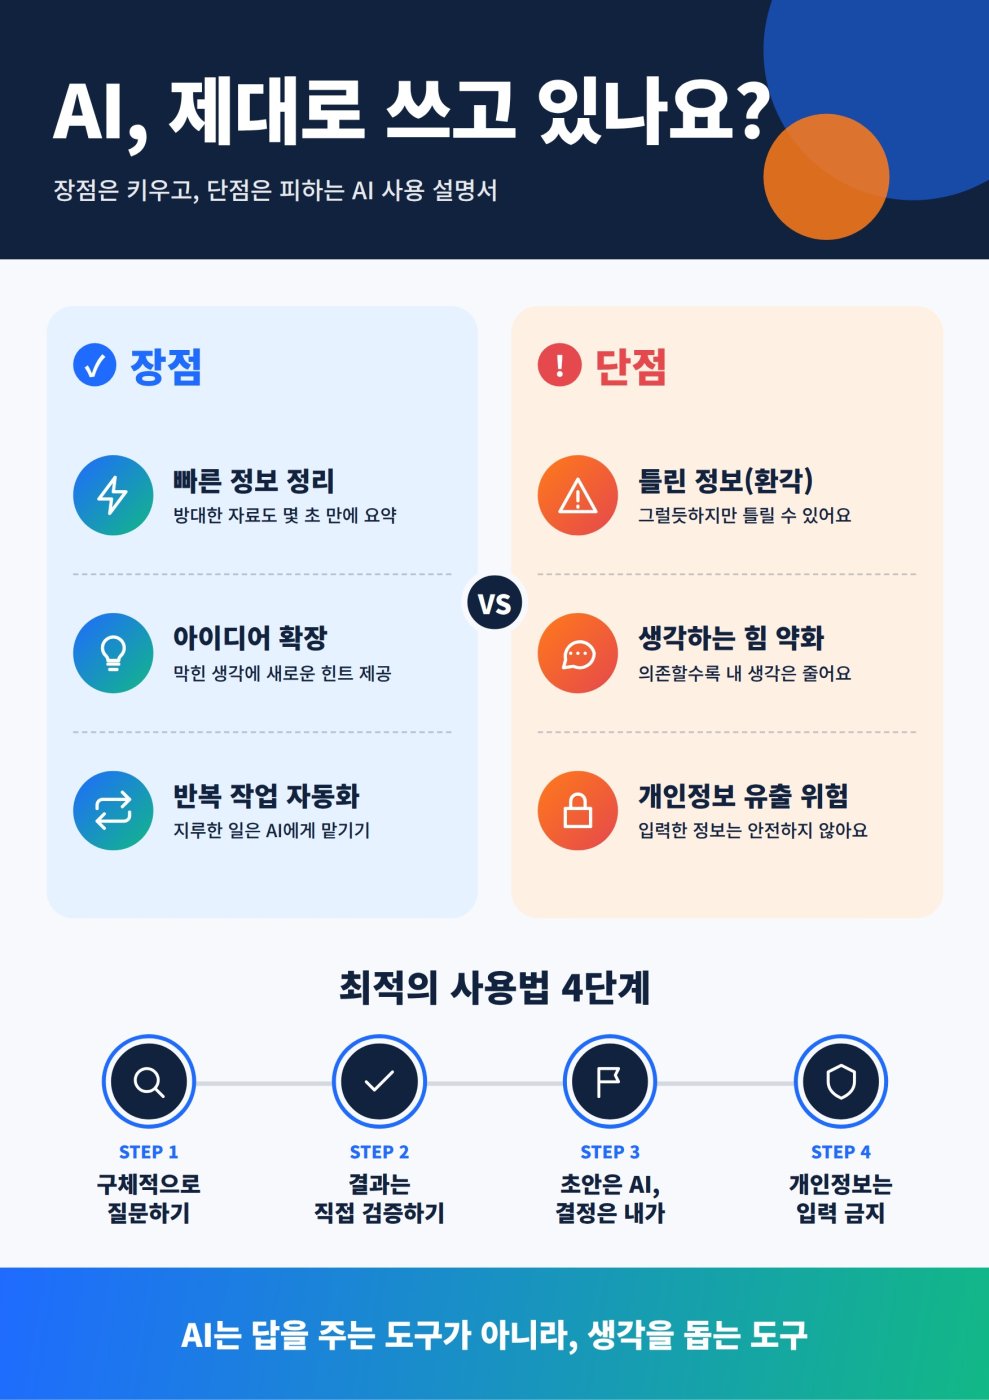 AI, 제대로 쓰고 있나요?
장점은 키우고, 단점은 피하는 AI 사용 설명서
장점
빠른 정보 정리
방대한 자료도 몇 초 만에 요약
아이디어 확장
막힌 생각에 새로운 힌트 제공
반복 작업 자동화
지루한 일은 AI에게 맡기기
VS
! 단점
틀린 정보(환각)
그럴듯하지만 틀릴 수 있어요
생각하는 힘 약화
의존할수록 내 생각은 줄어요
개인정보 유출 위험
입력한 정보는 안전하지 않아요
최적의 사용법 4단계
STEP 1
구체적으로
질문하기
STEP 2
결과는
직접 검증하기
STEP 3
초안은 AI,
결정은 내가
STEP 4
개인정보는
입력 금지
AI는 답을 주는 도구가 아니라, 생각을 돕는 도구